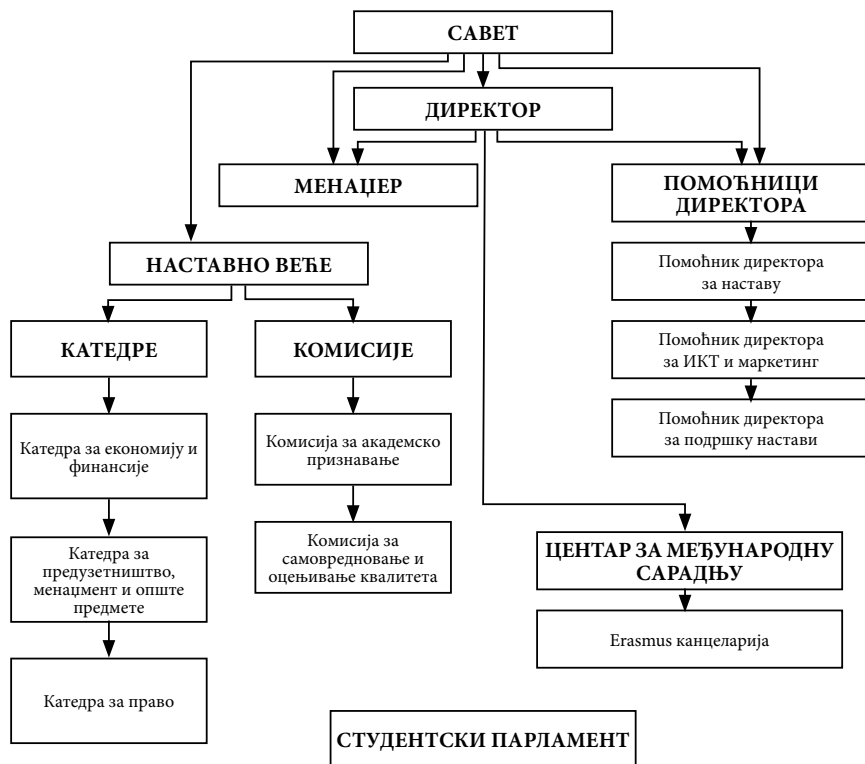 САВЕТ
ДИРЕКТОР
МЕНАЏЕР
ПОМОЋНИЦИ
ДИРЕКТОРА
НАСТАВНО ВЕЋЕ
Помоћник директора
за наставу
КАТЕДРЕ
КОМИСИЈЕ
Помоћник директора
за ИКТ и маркетинг
Помоћник директора
за подршку настави
Катедра за економију и
финансије
Комисија за академско
признавање
Катедра за
предузетништво,
менаџмент и опште
предмете
Комисија за
самовредновање и
оцењивање квалитета
ЦЕНТАР ЗА МЕЂУНАРОДНУ
САРАДЊУ
Erasmus канцеларија
Катедра за право
СТУДЕНТСКИ ПАРЛАМЕНТ